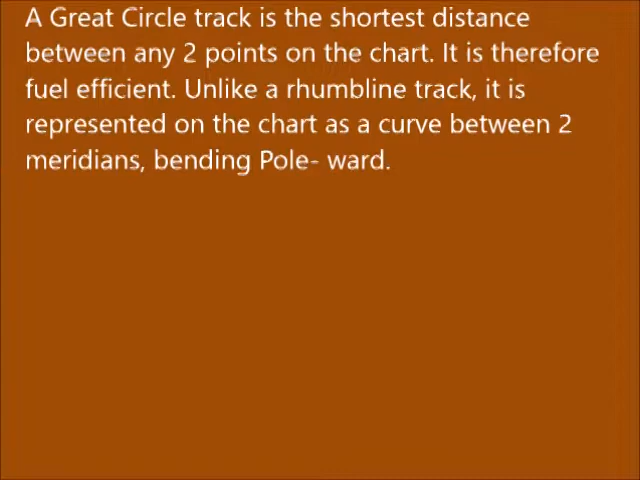 A Great Circle track is the shortest distance
between any 2 points on the chart. It is therefore
fuel efficient. Unlike a rhumbline track, it is
represented on the chart as a curve between 2
meridians, bending Pole- ward.